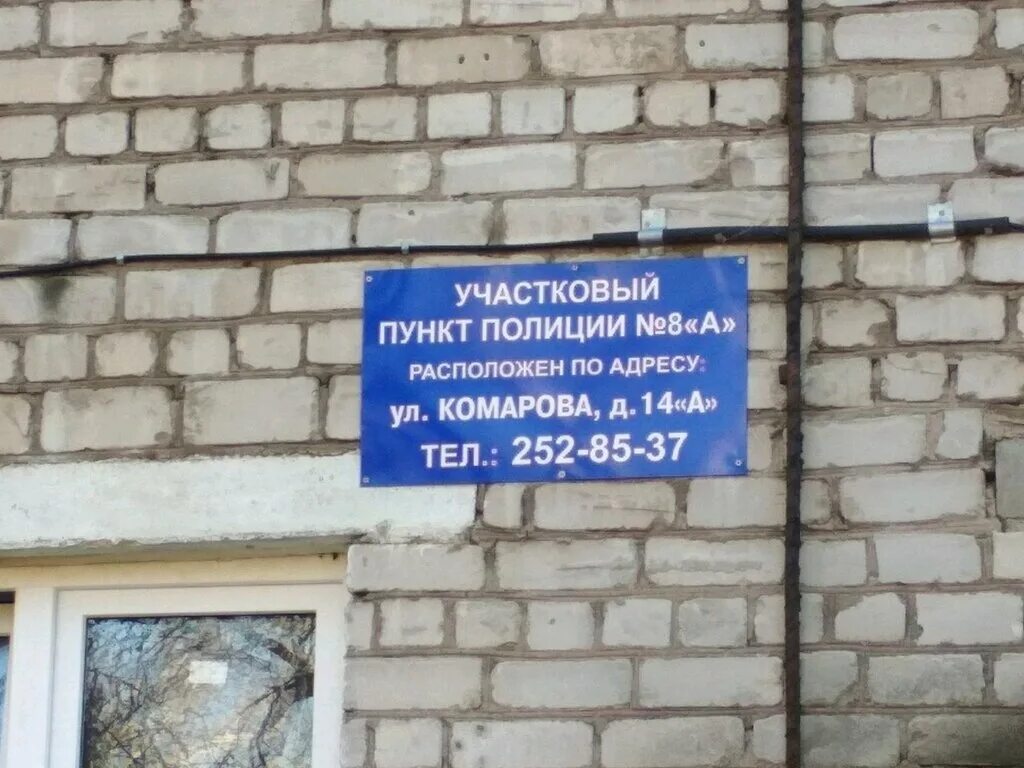 УЧАСТКОВЫЙ
ПУНКТ ПОЛИЦИИ №8«А»
РАСПОЛОЖЕН ПО АДРЕСУ:
ул. КОМАРОВА, д.14«А»
ТЕЛ.: 252-85-37